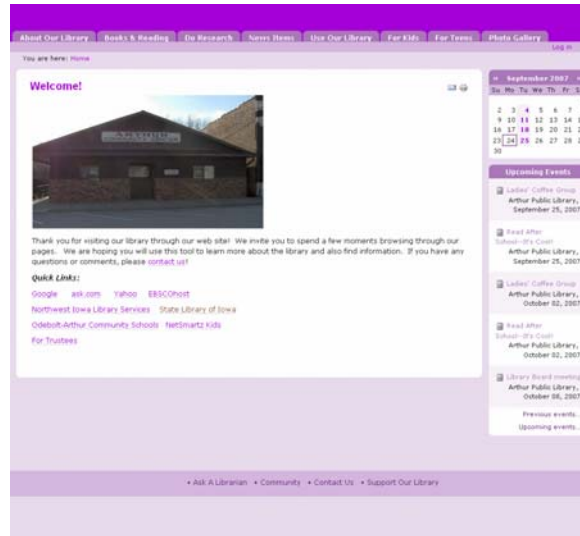 About Our Library Books & Reading Do Research News Items Use Our Library For Kids For Teens Photo Gallery
Log in
You are here: Home
Welcome!
ARTHUR
Thank you for visiting our library through our web site! We invite you to spend a few moments browsing through our
pages. We are hoping you will use this tool to learn more about the library and also find information. If you have any
questions or comments, please contact us!
Quick Links:
Google ask.com Yahoo EBSCOhost
Northwest Iowa Library Services State Library of Iowa
Odebolt-Arthur Community Schools NetSmartz Kids
For Trustees
« September 2007
Su Mo Tu We Th Fr S
2 3 4 5 6 7
9 10 11 12 13 14
16 17 18 19 20 21
23 24 25 26 27 28
30
Upcoming Events
Ladies' Coffee Group
Arthur Public Library,
September 25, 2007
Read After
School--It's Cool!
Arthur Public Library,
September 25, 2007
Ladies' Coffee Group
Arthur Public Library,
October 02, 2007
Read After
School--It's Cool!
Arthur Public Library,
October 02, 2007
Library Board meeting
Arthur Public Library,
October 08, 2007
Previous events...
Upcoming events...
• Ask A Librarian • Community • Contact Us • Support Our Library